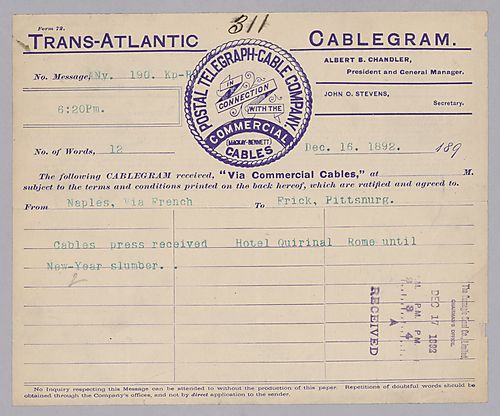 Form 72.
311
TRANS-ATLANTIC CABLEGRAM.
POSTAL TELEGRAPH-CABLE COMPANY
IN CONNECTION WITH THE
COMMERCIAL
(MACKAY-BENNETT)
CABLES
ALBERT B. CHANDLER,
President and General Manager.
JOHN O. STEVENS,
Secretary.
No. Message, Ny. 190. Kp-
6:20Pm.
No. of Words, 12
Dec. 16. 1892. 189
The following CABLEGRAM received, "Via Commercial Cables," at M.
subject to the terms and conditions printed on the back hereof, which are ratified and agreed to.
From Naples, Via French To Frick, Pittsnurg.
Cables press received Hotel Quirinal Rome until
New-Year slumber. .
CHAIRMAN'S OFFICE.
DEC 17 1892
RECEIVED
No Inquiry respecting this Message can be attended to without the production of this paper. Repetitions of doubtful words should be
obtained through the Company's offices, and not by direct application to the sender.